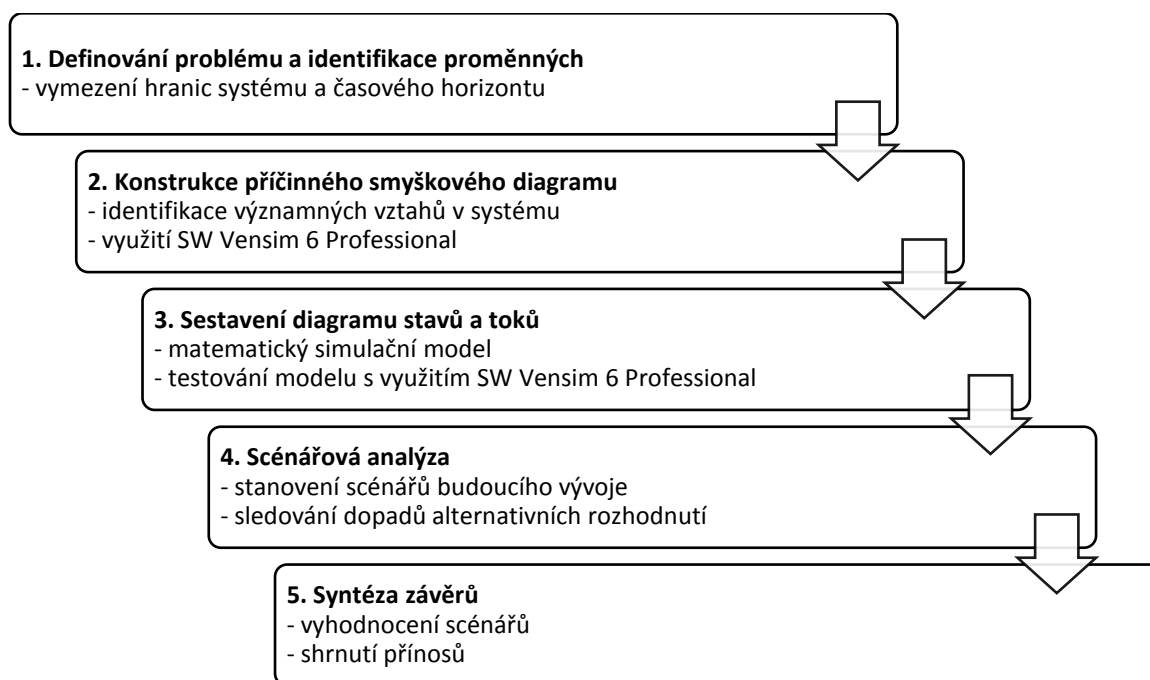 1. Definování problému a identifikace proměnných
- vymezení hranic systému a časového horizontu
2. Konstrukce příčinného smyškového diagramu
- identifikace významných vztahů v systému
- využití SW Vensim 6 Professional
3. Sestavení diagramu stavů a toků
- matematický simulační model
- testování modelu s využitím SW Vensim 6 Professional
4. Scénářová analýza
- stanovení scénářů budoucího vývoje
- sledování dopadů alternativních rozhodnutí
5. Syntéza závěrů
- vyhodnocení scénářů
- shrnutí přínosů